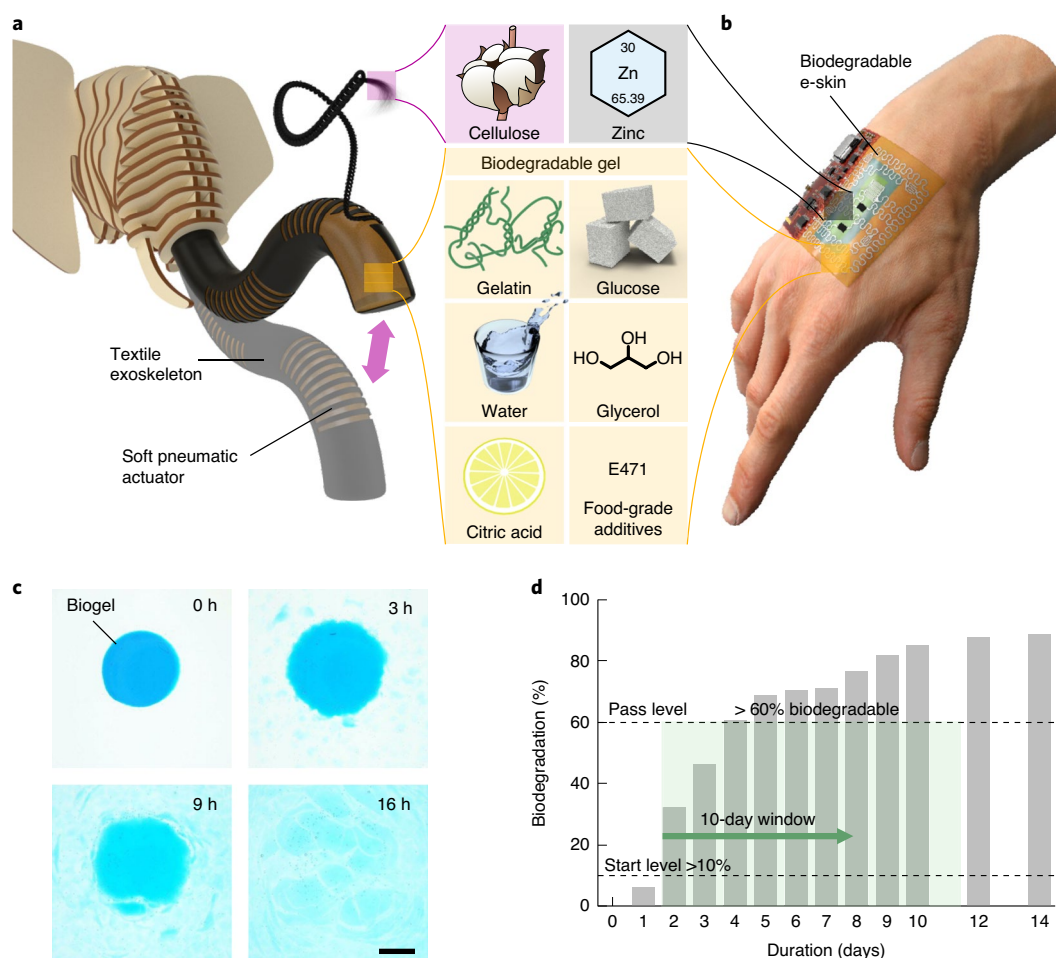 a
Cellulose
30
Zn
65.39
Zinc
Biodegradable gel
Gelatin
Glucose
Water
HO
OH
OH
Glycerol
Citric acid
E471
Food-grade
additives
Textile
exoskeleton
Soft pneumatic
actuator
b
Biodegradable
e-skin
c
Biogel
0 h
3 h
9 h
16 h
d
Biodegradation (%)
100
80
60
40
20
0
Pass level
> 60% biodegradable
10-day window
Start level >10%
0 1 2 3 4 5 6 7 8 9 10 12 14
Duration (days)